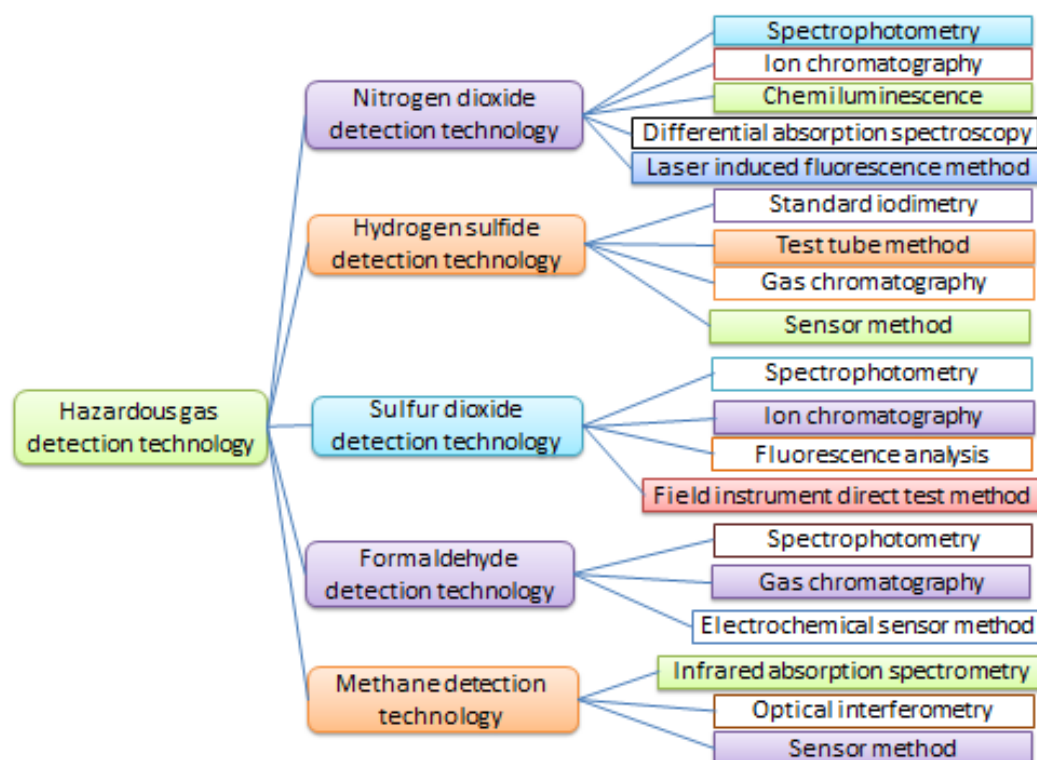 Hazardous gas
detection technology
Nitrogen dioxide
detection technology
Spectrophotometry
Ion chromatography
Chemiluminescence
Differential absorption spectroscopy
Laser induced fluorescence method
Hydrogen sulfide
detection technology
Standard iodimetry
Test tube method
Gas chromatography
Sensor method
Sulfur dioxide
detection technology
Spectrophotometry
Ion chromatography
Fluorescence analysis
Field instrument direct test method
Formaldehyde
detection technology
Spectrophotometry
Gas chromatography
Electrochemical sensor method
Methane detection
technology
Infrared absorption spectrometry
Optical interferometry
Sensor method